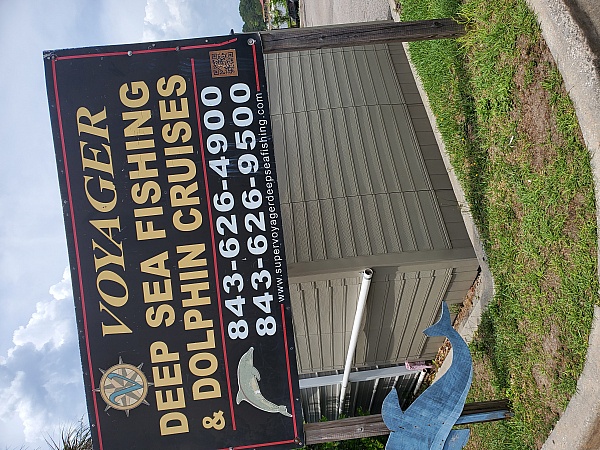 VOYAGER
DEEP SEA FISHING
& DOLPHIN CRUISES
843-626-4900
843-626-9500
www.supervoyagerdeepseafishing.com